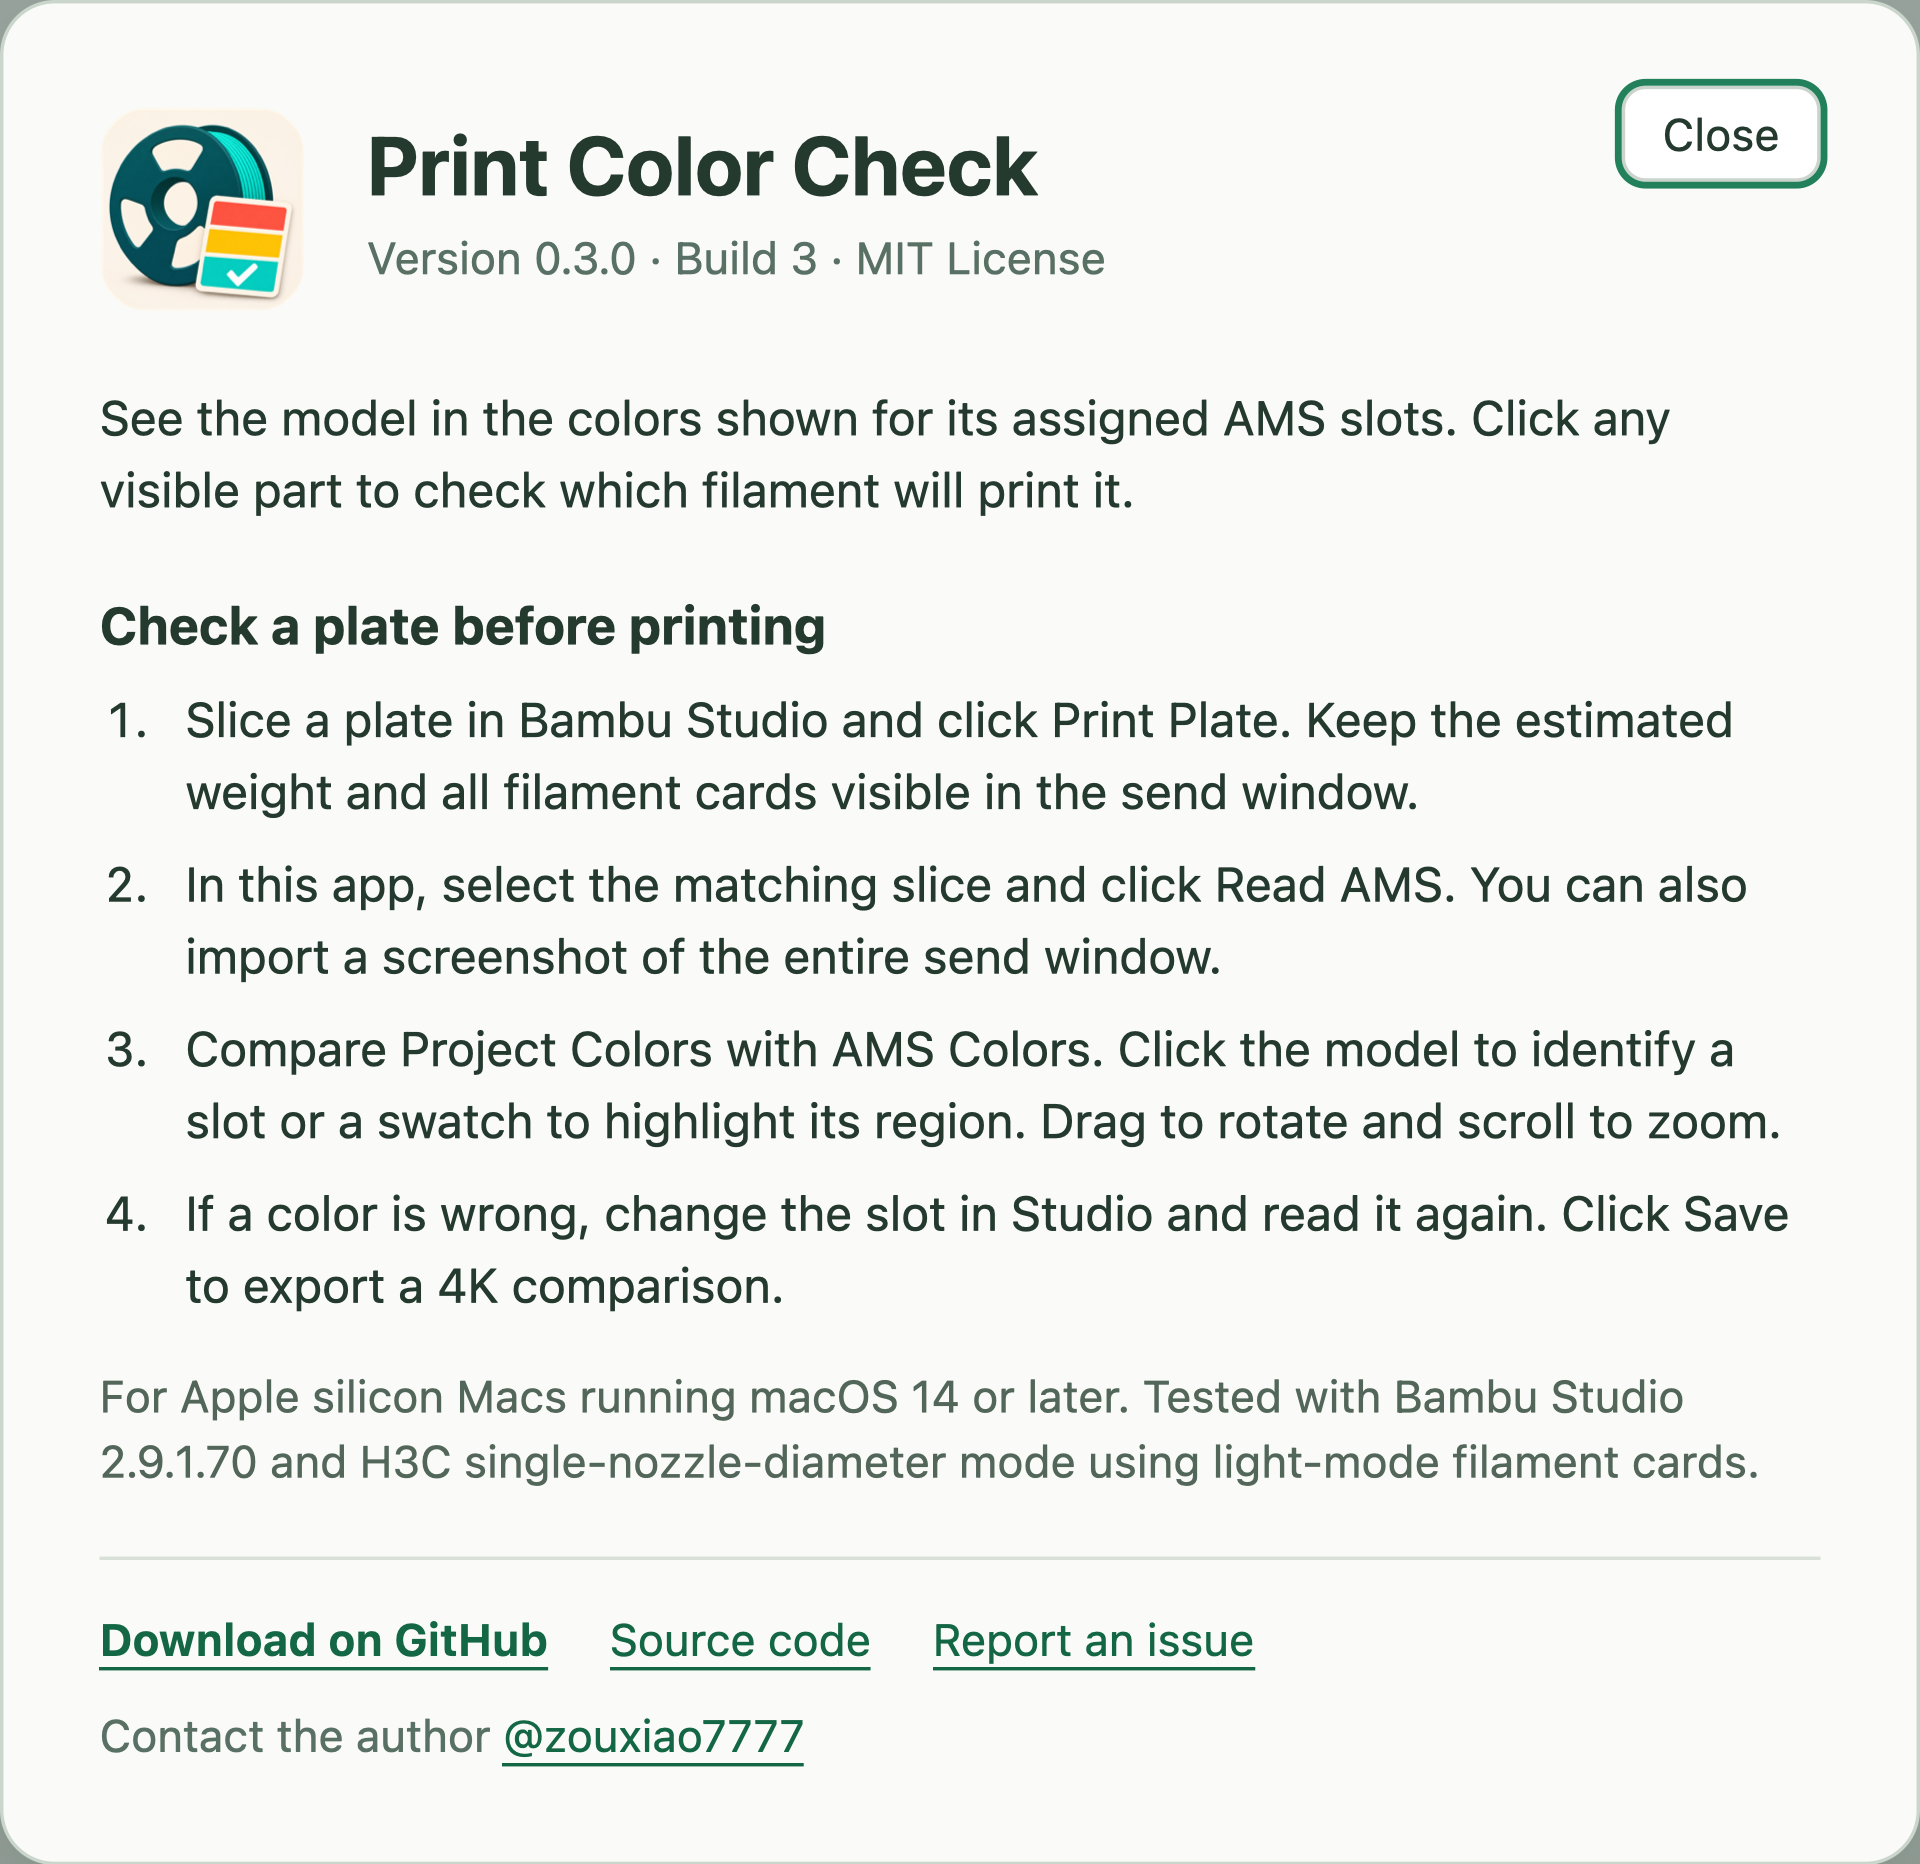 Print Color Check
Close
Version 0.3.0 · Build 3 · MIT License
See the model in the colors shown for its assigned AMS slots. Click any
visible part to check which filament will print it.
Check a plate before printing
1. Slice a plate in Bambu Studio and click Print Plate. Keep the estimated
weight and all filament cards visible in the send window.
2. In this app, select the matching slice and click Read AMS. You can also
import a screenshot of the entire send window.
3. Compare Project Colors with AMS Colors. Click the model to identify a
slot or a swatch to highlight its region. Drag to rotate and scroll to zoom.
4. If a color is wrong, change the slot in Studio and read it again. Click Save
to export a 4K comparison.
For Apple silicon Macs running macOS 14 or later. Tested with Bambu Studio
2.9.1.70 and H3C single-nozzle-diameter mode using light-mode filament cards.
Download on GitHub Source code Report an issue
Contact the author @zouxiao7777